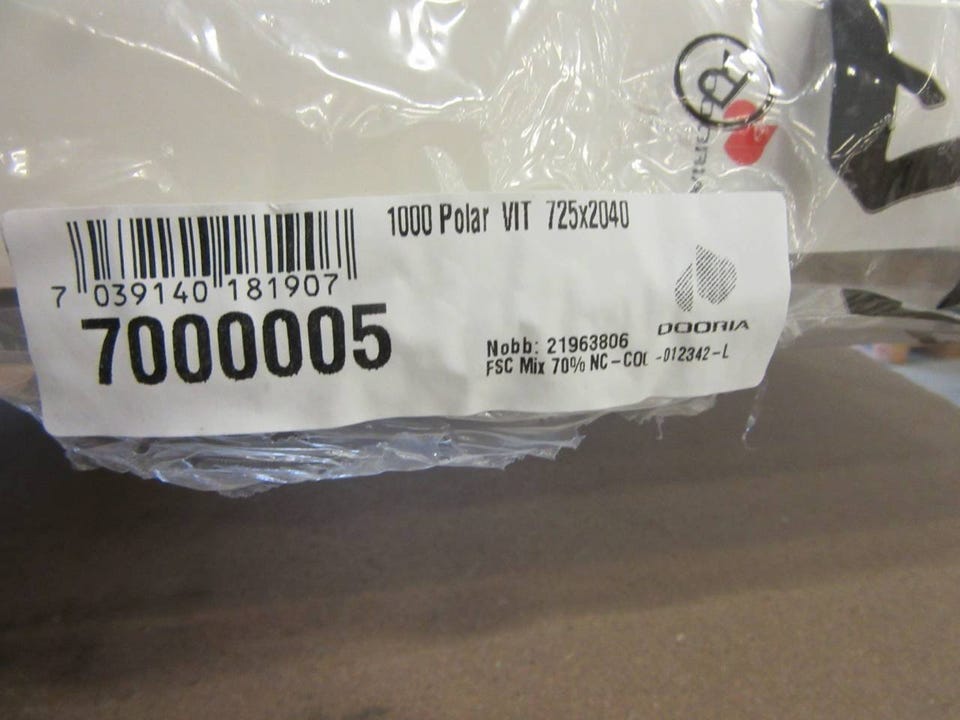 1000 Polar VIT 725x2040
7 039140 181907
7000005
DOORIA
Nobb: 21963806
FSC Mix 70% NC-COC-012342-L